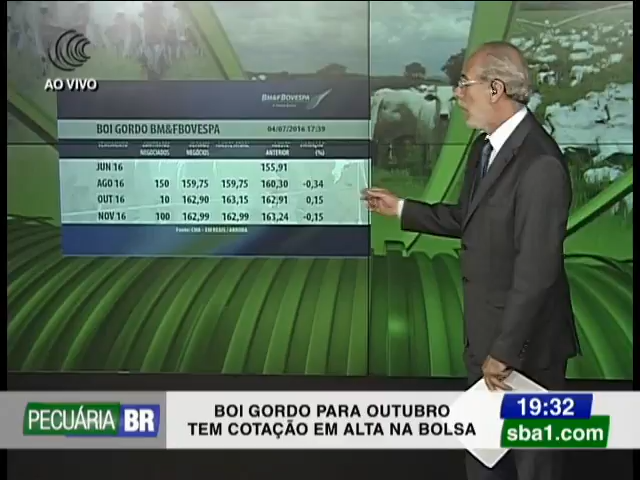 AO VIVO
BM&FBOVESPA
BOI GORDO BM&FBOVESPA 04/07/2016 17:39
NEGOCIADOS NEGÓCIOS ANTERIOR (%)
JUN 16 155,91
AGO 16 150 159,75 159,75 160,30 -0,34
OUT 16 10 162,90 163,15 162,91 0,15
NOV 16 100 162,99 162,99 163,24 -0,15
PECUÁRIA BR
BOI GORDO PARA OUTUBRO
TEM COTAÇÃO EM ALTA NA BOLSA
19:32
sba1.com